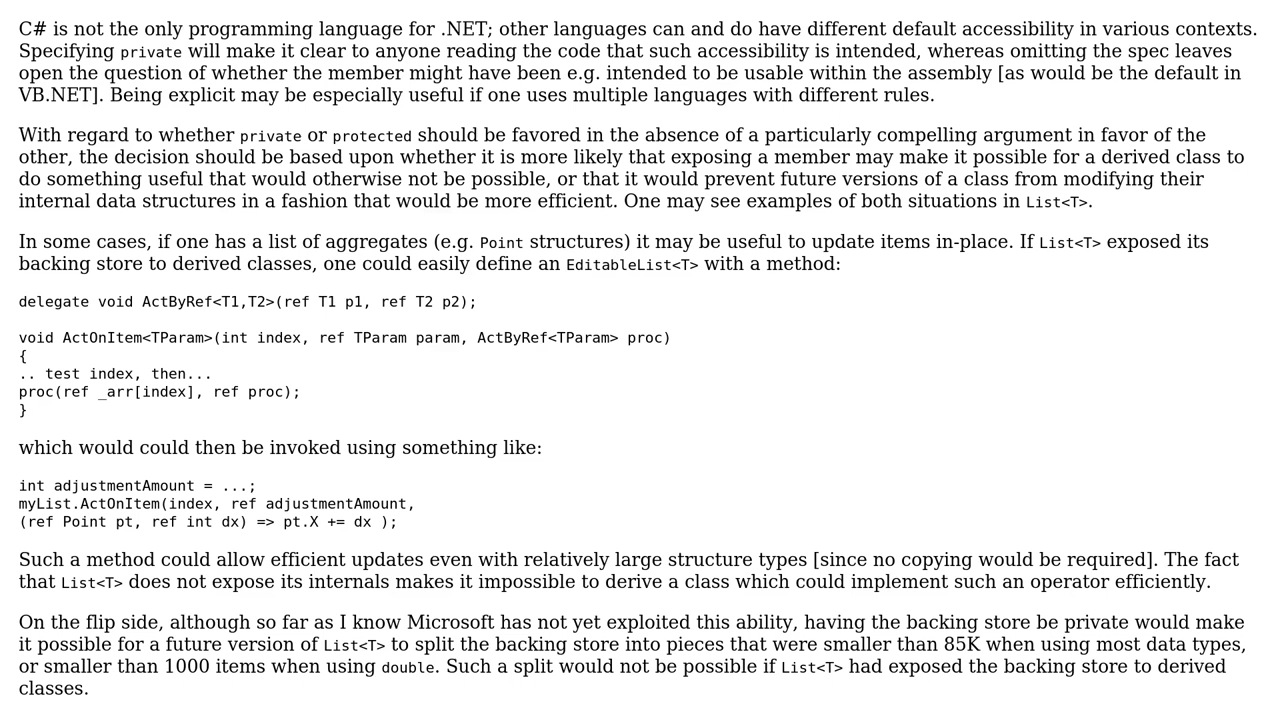 C# is not the only programming language for .NET; other languages can and do have different default accessibility in various contexts.
Specifying private will make it clear to anyone reading the code that such accessibility is intended, whereas omitting the spec leaves
open the question of whether the member might have been e.g. intended to be usable within the assembly [as would be the default in
VB.NET]. Being explicit may be especially useful if one uses multiple languages with different rules.
With regard to whether private or protected should be favored in the absence of a particularly compelling argument in favor of the
other, the decision should be based upon whether it is more likely that exposing a member may make it possible for a derived class to
do something useful that would otherwise not be possible, or that it would prevent future versions of a class from modifying their
internal data structures in a fashion that would be more efficient. One may see examples of both situations in List<T>.
In some cases, if one has a list of aggregates (e.g. Point structures) it may be useful to update items in-place. If List<T> exposed its
backing store to derived classes, one could easily define an EditableList<T> with a method:
delegate void ActByRef<T1,T2>(ref T1 p1, ref T2 p2);
void ActOnItem<TParam>(int index, ref TParam param, ActByRef<TParam> proc)
{
.. test index, then...
proc(ref _arr[index], ref proc);
}
which would could then be invoked using something like:
int adjustmentAmount = ...;
myList.ActOnItem(index, ref adjustmentAmount,
(ref Point pt, ref int dx) => pt.X += dx );
Such a method could allow efficient updates even with relatively large structure types [since no copying would be required]. The fact
that List<T> does not expose its internals makes it impossible to derive a class which could implement such an operator efficiently.
On the flip side, although so far as I know Microsoft has not yet exploited this ability, having the backing store be private would make
it possible for a future version of List<T> to split the backing store into pieces that were smaller than 85K when using most data types,
or smaller than 1000 items when using double. Such a split would not be possible if List<T> had exposed the backing store to derived
classes.